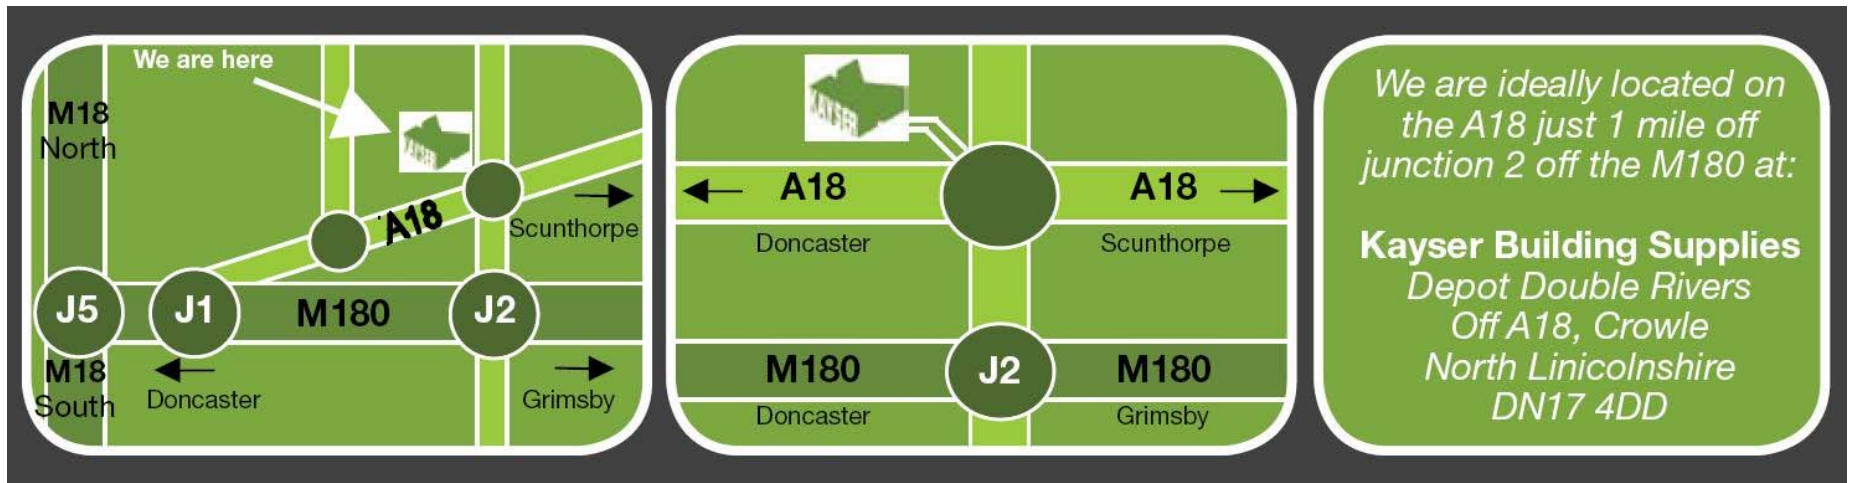 We are here
M18
North
KAYSER
A18
Scunthorpe
J5
J1
M180
J2
M18
South
Doncaster
Grimsby
KAYSER
A18
A18
Doncaster
Scunthorpe
M180
J2
M180
Doncaster
Grimsby
We are ideally located on
the A18 just 1 mile off
junction 2 off the M180 at:
Kayser Building Supplies
Depot Double Rivers
Off A18, Crowle
North Linicolnshire
DN17 4DD